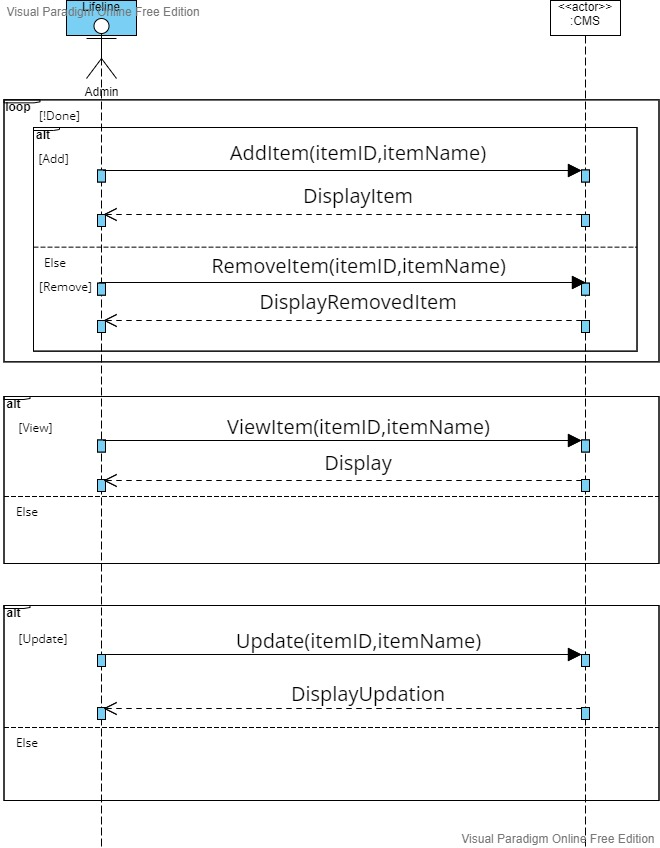 Visual Paradigm Online Free Edition
Lifeline
<<actor>>
:CMS
Admin
loop
[!Done]
alt
[Add]
AddItem(itemID,itemName)
DisplayItem
Else
[Remove]
RemoveItem(itemID,itemName)
DisplayRemovedItem
alt
[View]
ViewItem(itemID,itemName)
Display
Else
alt
[Update]
Update(itemID,itemName)
DisplayUpdation
Else
Visual Paradigm Online Free Edition